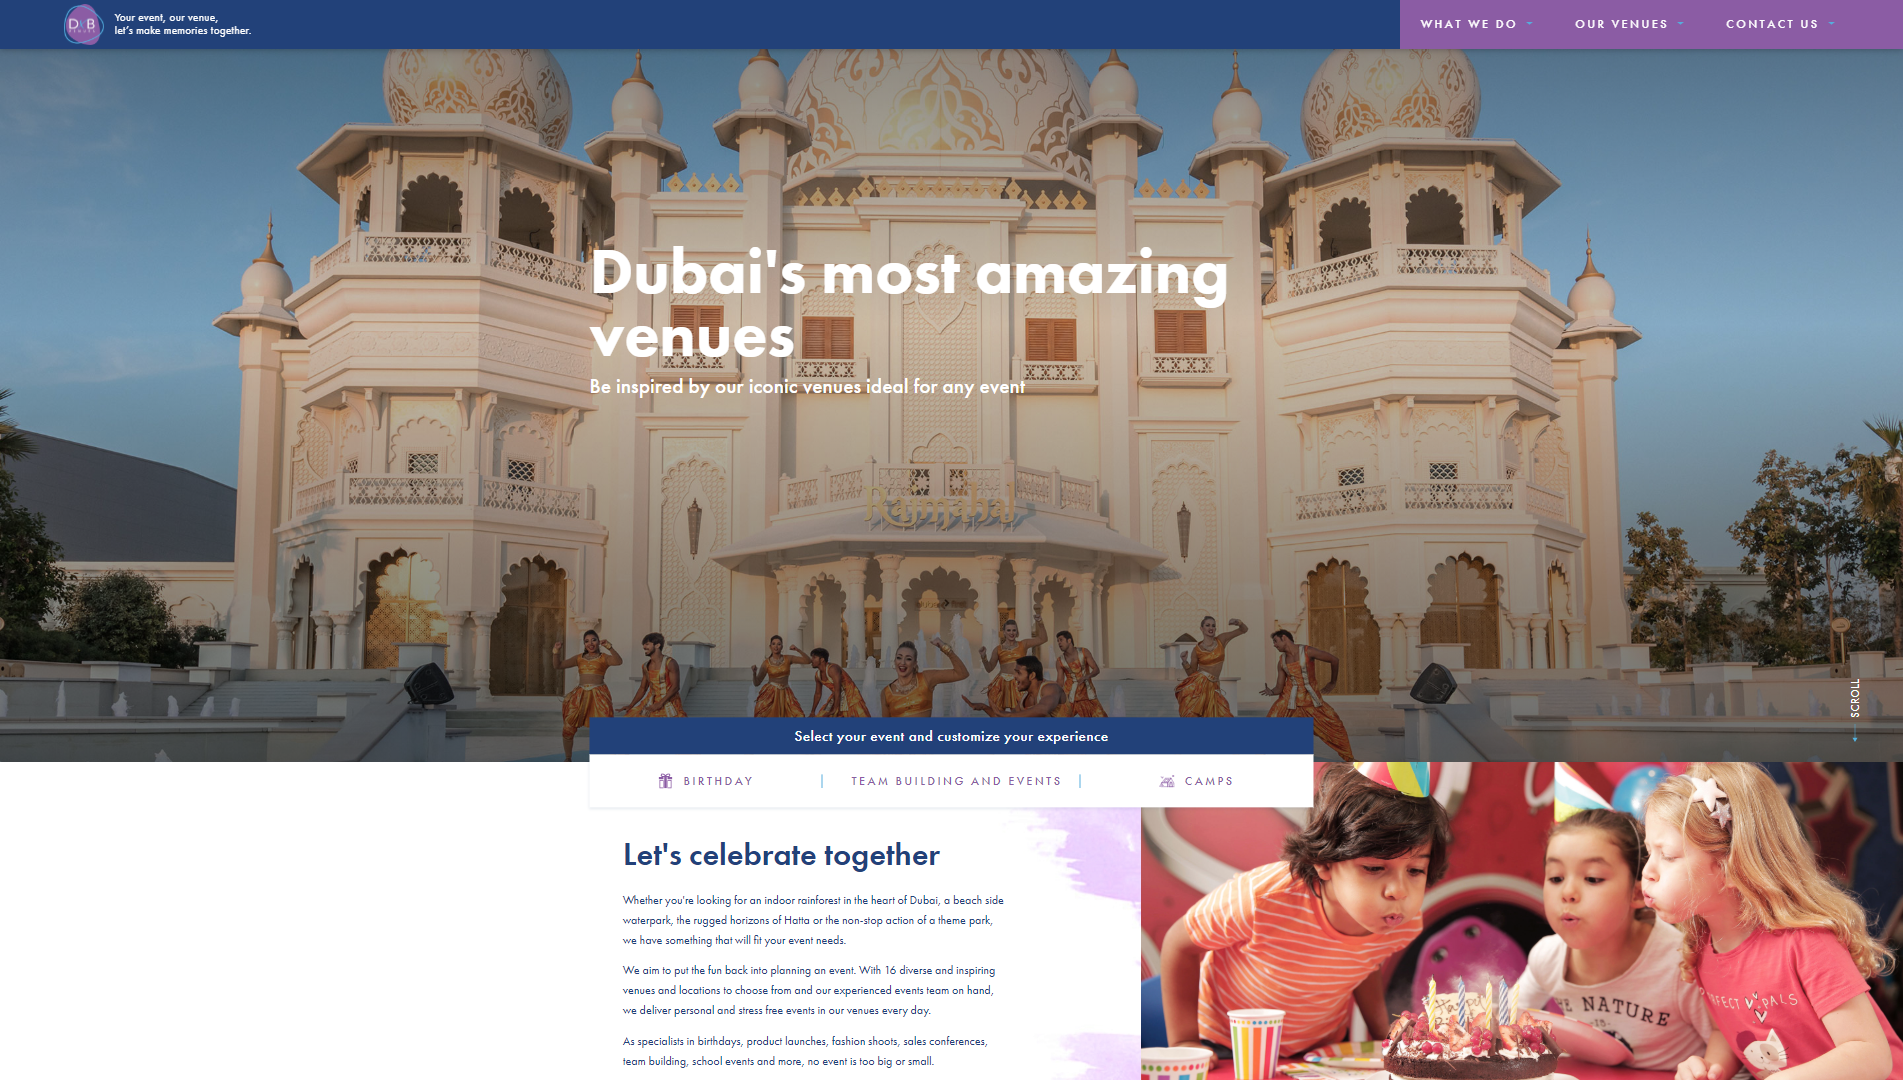 DXB
VENUES
Your event, our venue,
let's make memories together.
WHAT WE DO
OUR VENUES
CONTACT US
Dubai's most amazing
venues
Be inspired by our iconic venues ideal for any event
Rajmahal
SCROLL
Select your event and customize your experience
BIRTHDAY
TEAM BUILDING AND EVENTS
CAMPS
Let's celebrate together
Whether you're looking for an indoor rainforest in the heart of Dubai, a beach side
waterpark, the rugged horizons of Hatta or the non-stop action of a theme park,
we have something that will fit your event needs.
We aim to put the fun back into planning an event. With 16 diverse and inspiring
venues and locations to choose from and our experienced events team on hand,
we deliver personal and stress free events in our venues every day.
As specialists in birthdays, product launches, fashion shoots, sales conferences,
team building, school events and more, no event is too big or small.
NATURE
PALS